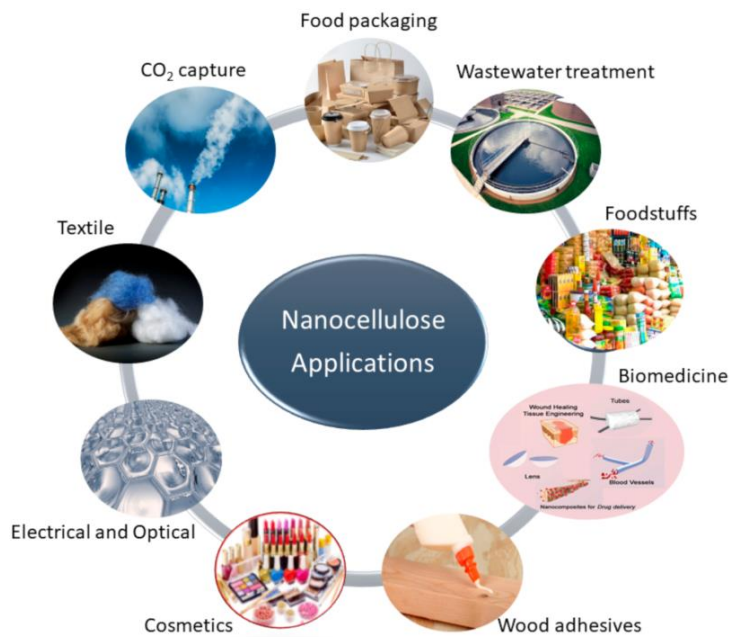 Food packaging
CO₂ capture
Wastewater treatment
Textile
Foodstuffs
Nanocellulose
Applications
Biomedicine
Wound Healing
Tissue Engineering
Tubes
Lens
Blood Vessels
Nanocomposites for Drug delivery
Electrical and Optical
Cosmetics
Wood adhesives